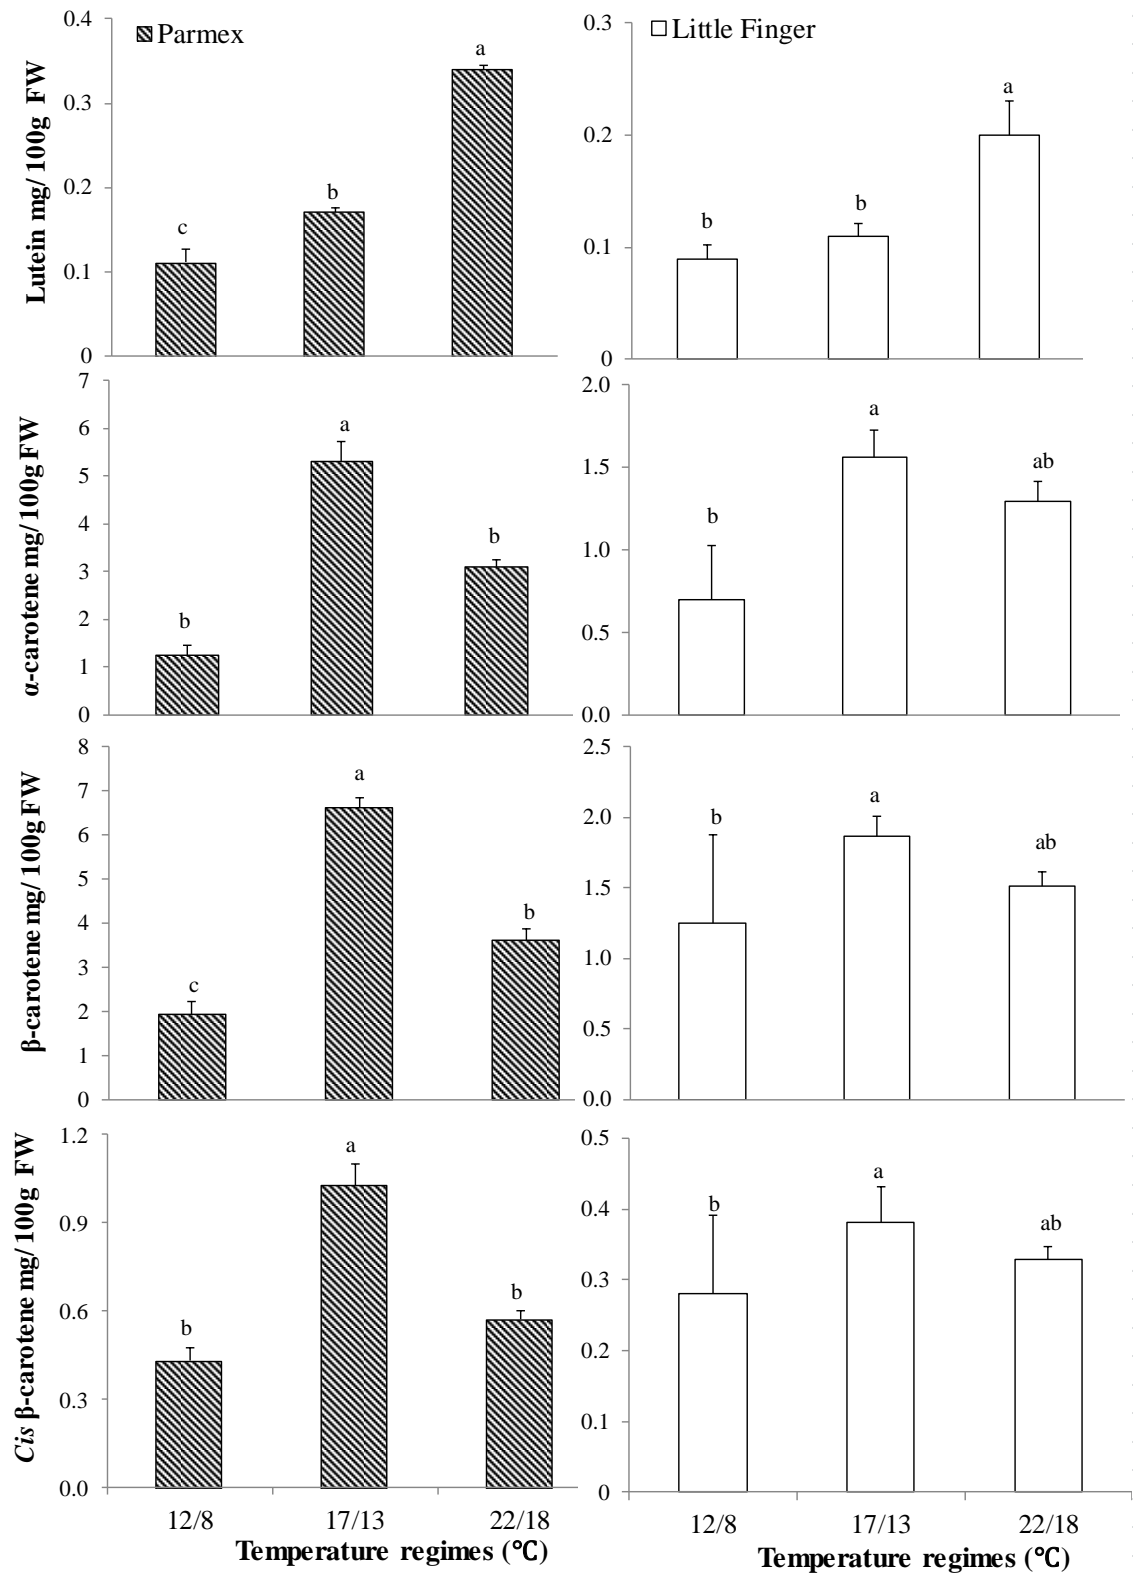 Parmex
Lutein mg/100g FW
0.4
0.3
0.2
0.1
0
c
b
a
Little Finger
0.3
0.2
0.1
0
b
b
a
α-carotene mg/100g FW
7
6
5
4
3
2
1
0
b
a
b
2.0
1.5
1.0
0.5
0.0
b
a
ab
β-carotene mg/100g FW
8
7
6
5
4
3
2
1
0
c
a
b
2.5
2.0
1.5
1.0
0.5
0.0
b
a
ab
Cis β-carotene mg/100g FW
1.2
0.9
0.6
0.3
0.0
b
a
b
12/8 17/13 22/18
Temperature regimes (℃)
0.5
0.4
0.3
0.2
0.1
0
b
a
ab
12/8 17/13 22/18
Temperature regimes (℃)